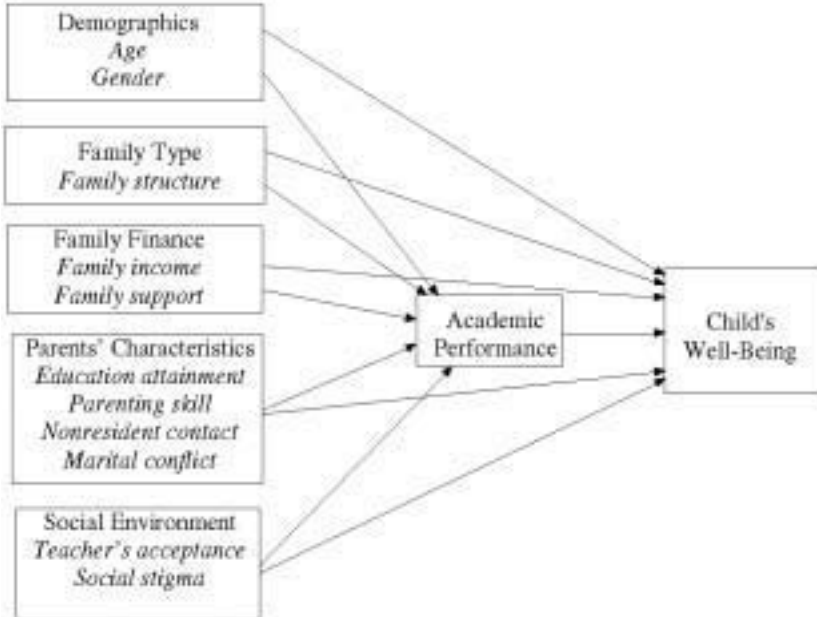 Demographics
Age
Gender
Family Type
Family structure
Family Finance
Family income
Family support
Parents' Characteristics
Education attainment
Parenting skill
Nonresident contact
Marital conflict
Social Environment
Teacher's acceptance
Social stigma
Academic
Performance
Child's
Well-Being